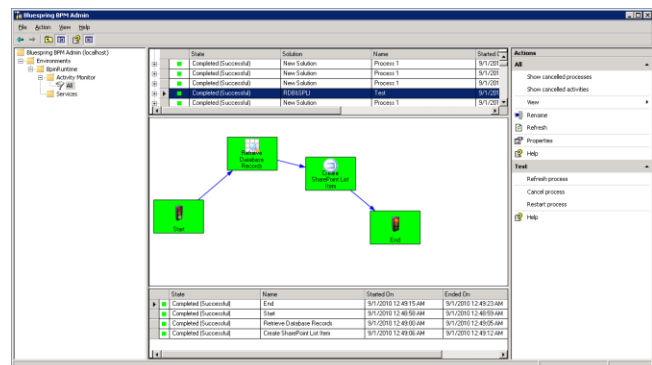 Bluespring BPM Admin
File Action View Help
Bluespring BPM Admin (localhost)
Environments
BpmRuntime
Activity Monitor
All
Services
State Solution Name Started
Completed (Successful) New Solution Process 1 9/1/201
Completed (Successful) New Solution Process 1 9/1/201
Completed (Successful) New Solution Process 1 9/1/201
Completed (Successful) RDB&SPLI Test 9/1/201
Completed (Successful) New Solution Process 1 9/1/201
Retrieve
Database
Records
Create
SharePoint List
Item
Start
End
State Name Started On Ended On
Completed (Successful) End 9/1/2010 12:49:15 AM 9/1/2010 12:49:23 AM
Completed (Successful) Start 9/1/2010 12:48:58 AM 9/1/2010 12:48:59 AM
Completed (Successful) Retrieve Database Records 9/1/2010 12:49:00 AM 9/1/2010 12:49:05 AM
Completed (Successful) Create SharePoint List Item 9/1/2010 12:49:06 AM 9/1/2010 12:49:12 AM
Actions
All
Show cancelled processes
Show cancelled activities
View
Rename
Refresh
Properties
Help
Test
Refresh process
Cancel process
Restart process
Help